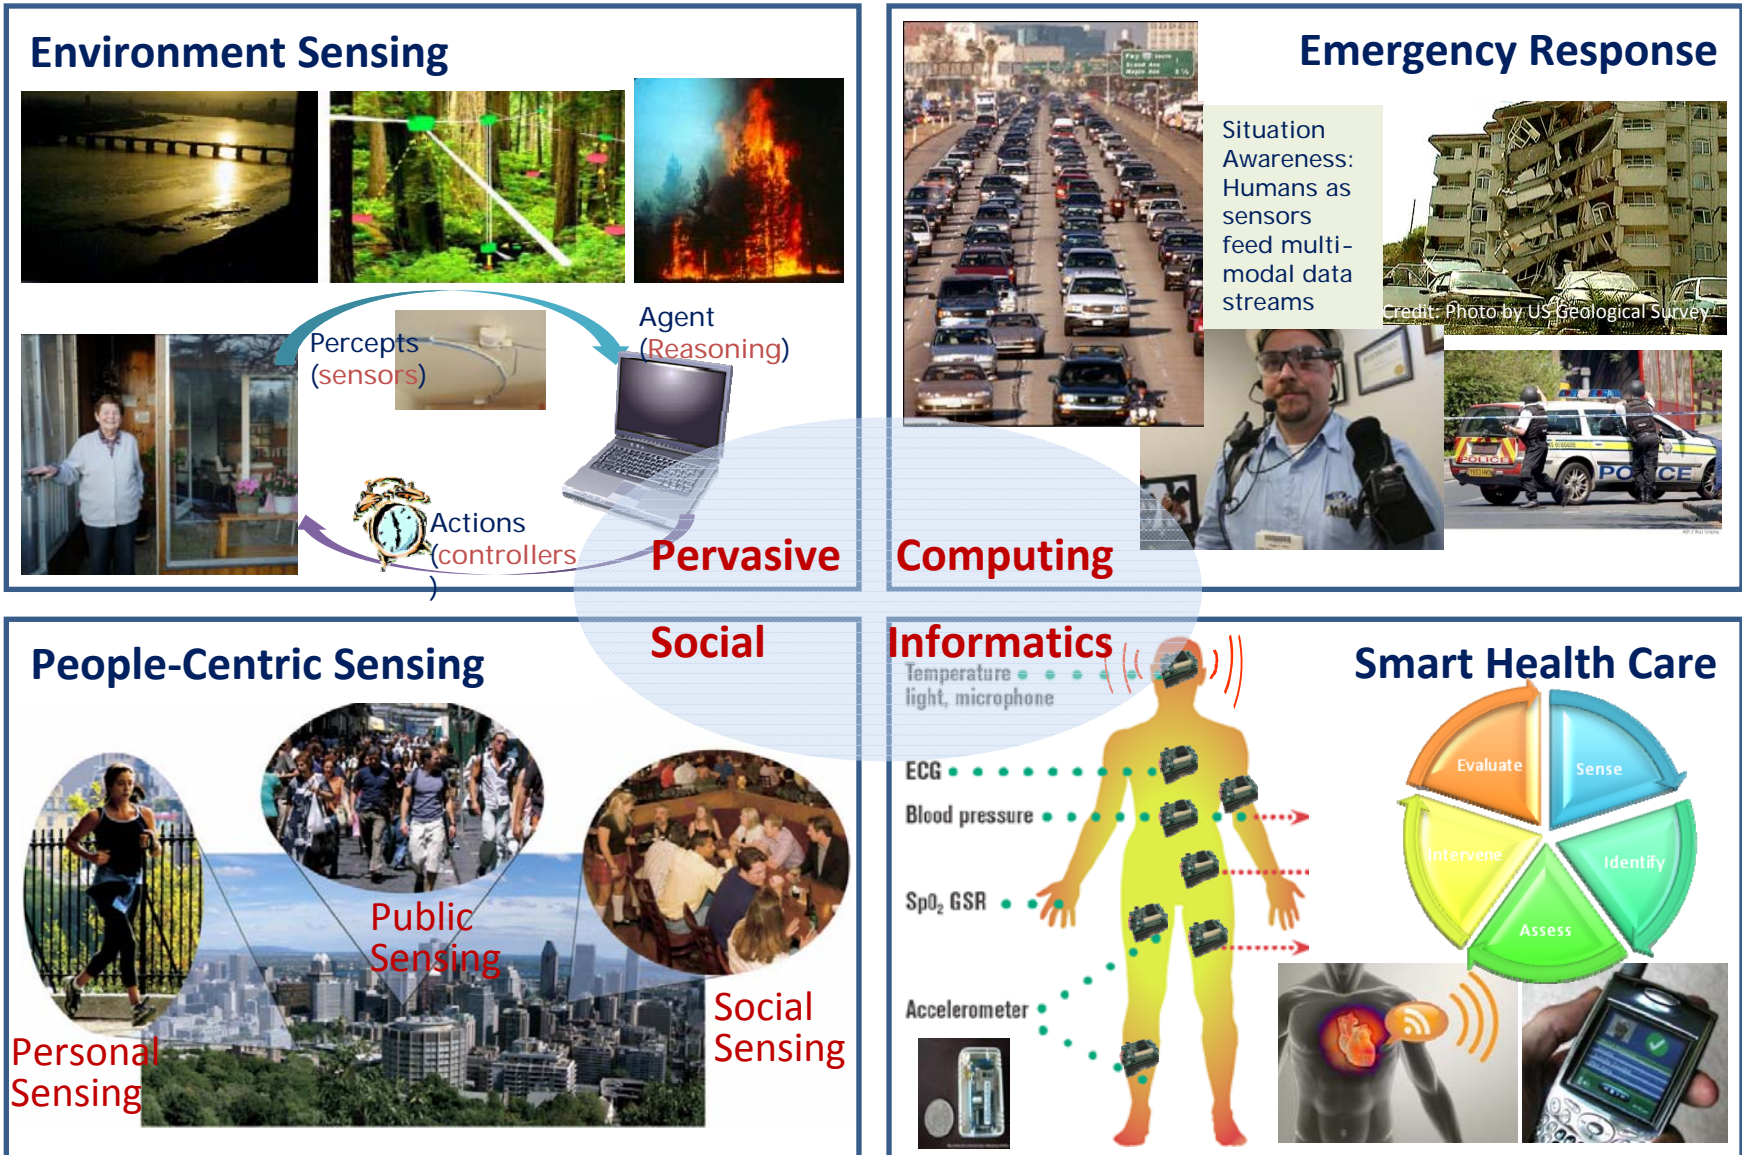 Environment Sensing
Percepts
(sensors)
Agent
(Reasoning)
Actions
(controllers
)
Emergency Response
Situation
Awareness:
Humans as
sensors
feed multi-
modal data
streams
Credit: Photo by US Geological Survey
POLICE
POLICE
Pervasive Computing
Social Informatics
People-Centric Sensing
Public
Sensing
Social
Sensing
Personal
Sensing
Smart Health Care
Temperature
light, microphone
ECG
Blood pressure
SpO₂ GSR
Accelerometer
Evaluate
Sense
Intervene
Identify
Assess